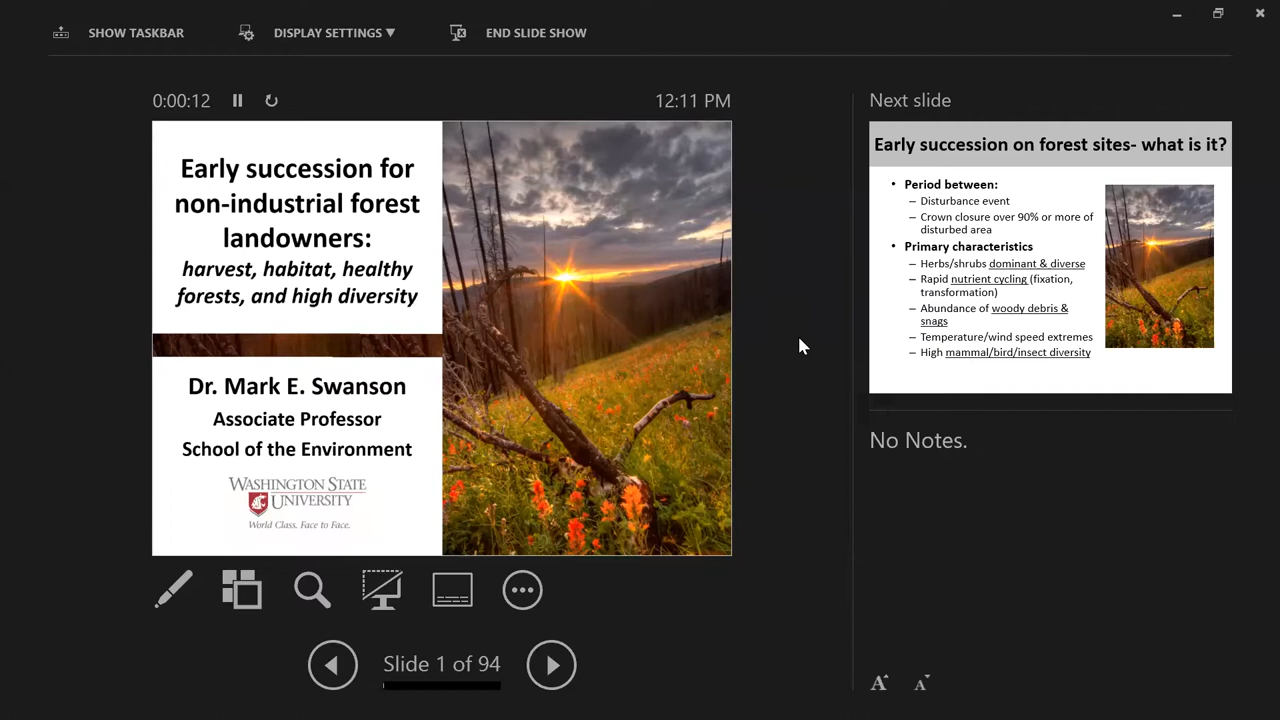 SHOW TASKBAR
DISPLAY SETTINGS ▼
END SLIDE SHOW
0:00:12
12:11 PM
Early succession for
non-industrial forest
landowners:
harvest, habitat, healthy
forests, and high diversity
Dr. Mark E. Swanson
Associate Professor
School of the Environment
WASHINGTON STATE
UNIVERSITY
World Class. Face to Face.
Slide 1 of 94
Next slide
Early succession on forest sites- what is it?
• Period between:
– Disturbance event
– Crown closure over 90% or more of
disturbed area
• Primary characteristics
– Herbs/shrubs dominant & diverse
– Rapid nutrient cycling (fixation,
transformation)
– Abundance of woody debris &
snags
– Temperature/wind speed extremes
– High mammal/bird/insect diversity
No Notes.
A A